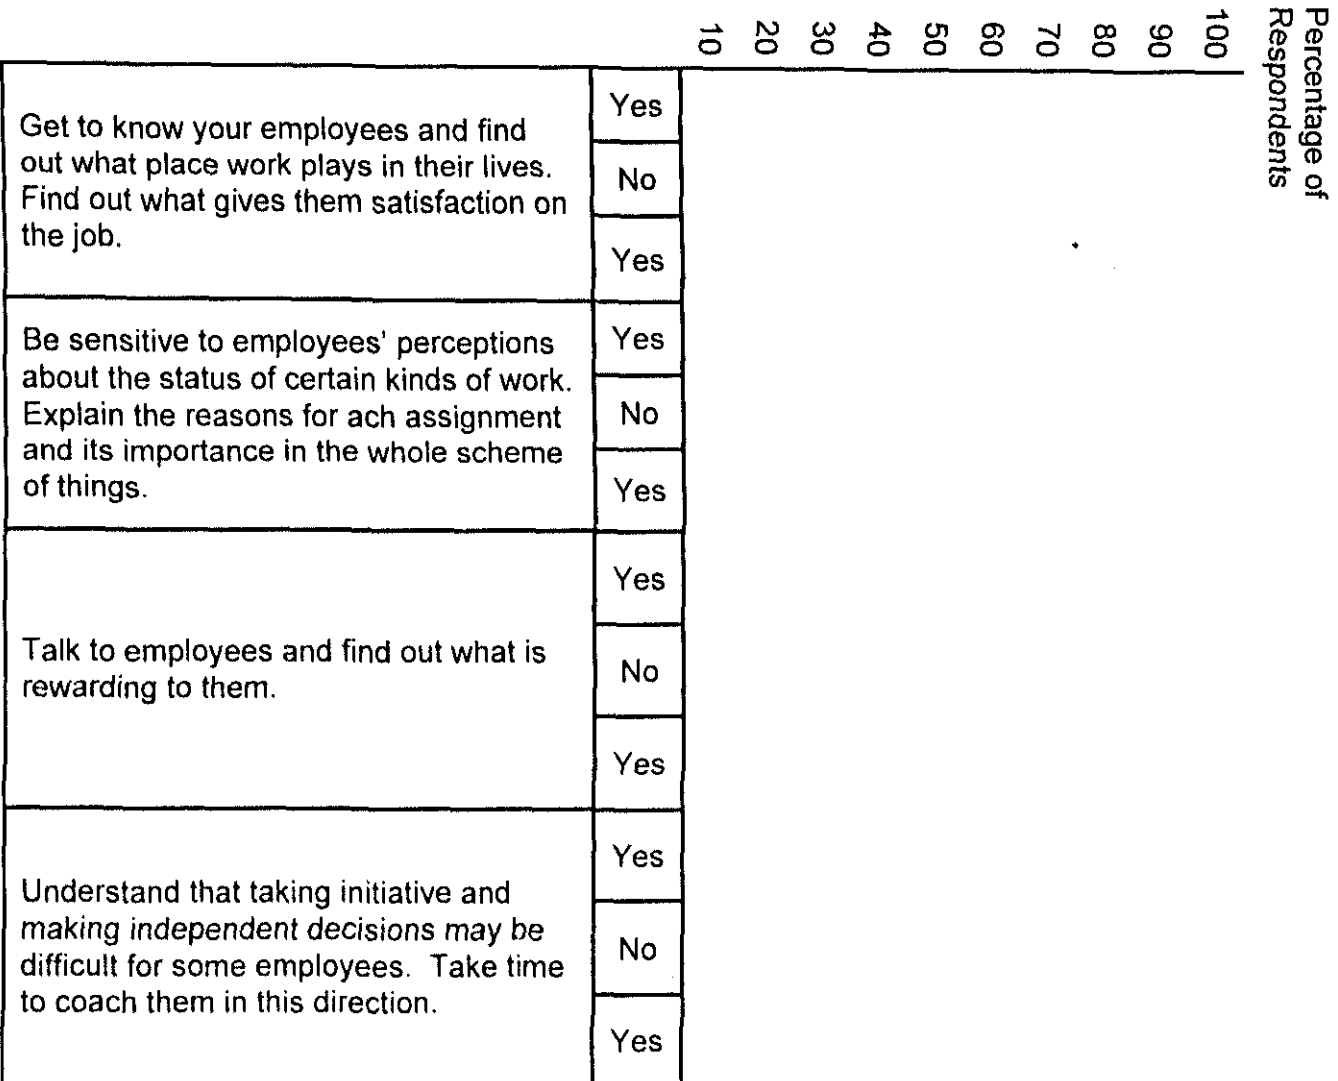 Percentage of
Respondents
10
20
30
40
50
60
70
80
90
100
Get to know your employees and find
out what place work plays in their lives.
Find out what gives them satisfaction on
the job.
Yes
No
Yes
Be sensitive to employees' perceptions
about the status of certain kinds of work.
Explain the reasons for ach assignment
and its importance in the whole scheme
of things.
Yes
No
Yes
Talk to employees and find out what is
rewarding to them.
Yes
No
Yes
Understand that taking initiative and
making independent decisions may be
difficult for some employees. Take time
to coach them in this direction.
Yes
No
Yes